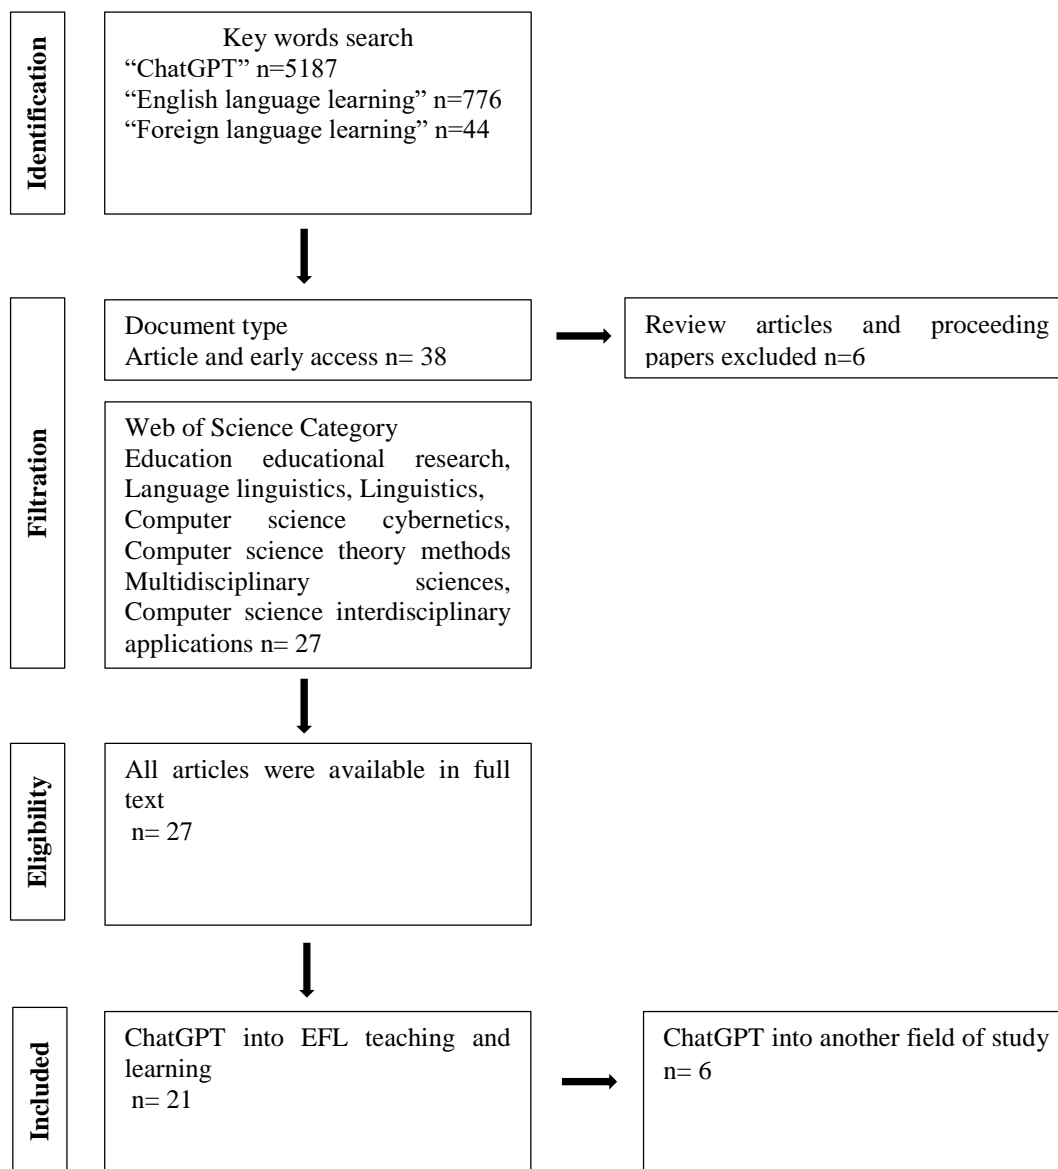 Identification
Key words search
“ChatGPT” n=5187
“English language learning” n=776
“Foreign language learning” n=44
Filtration
Document type
Article and early access n= 38
Review articles and proceeding
papers excluded n=6
Web of Science Category
Education educational research,
Language linguistics, Linguistics,
Computer science cybernetics,
Computer science theory methods
Multidisciplinary sciences,
Computer science interdisciplinary
applications n= 27
Eligibility
All articles were available in full
text
n= 27
Included
ChatGPT into EFL teaching and
learning
n= 21
ChatGPT into another field of study
n= 6